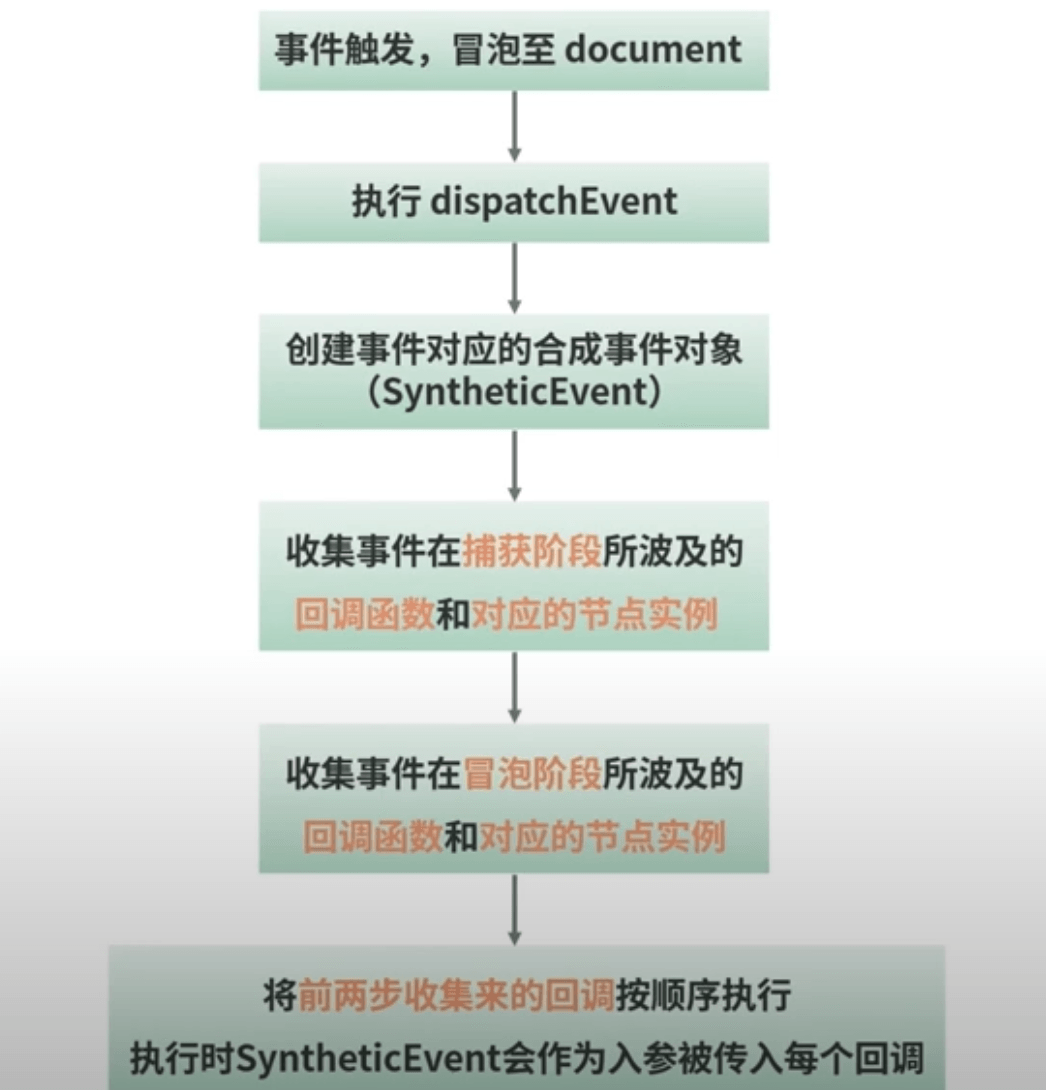 事件触发，冒泡至 document
执行 dispatchEvent
创建事件对应的合成事件对象
（SyntheticEvent）
收集事件在捕获阶段所波及的
回调函数和对应的节点实例
收集事件在冒泡阶段所波及的
回调函数和对应的节点实例
将前两步收集来的回调按顺序执行
执行时SyntheticEvent会作为入参被传入每个回调